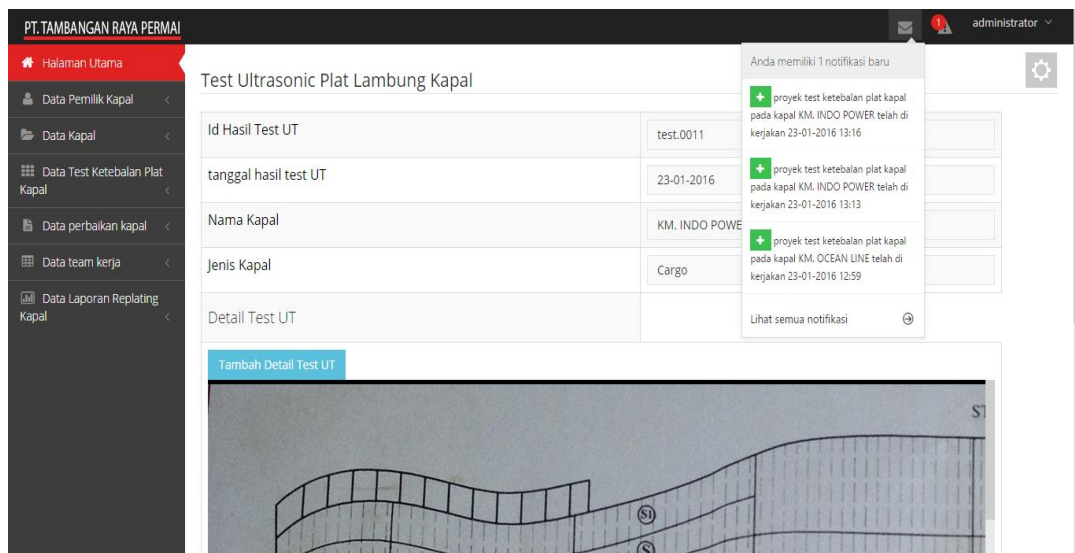 PT. TAMBANGAN RAYA PERMAI
1
administrator
Halaman Utama
Data Pemilik Kapal
Data Kapal
Data Test Ketebalan Plat
Kapal
Data perbaikan kapal
Data team kerja
Data Laporan Replating
Kapal
Test Ultrasonic Plat Lambung Kapal
Id Hasil Test UT
test.0011
tanggal hasil test UT
23-01-2016
Nama Kapal
KM. INDO POWE
Jenis Kapal
Cargo
Detail Test UT
Tambah Detail Test UT
Anda memiliki 1 notifikasi baru
proyek test ketebalan plat kapal
pada kapal KM. INDO POWER telah di
kerjakan 23-01-2016 13:16
proyek test ketebalan plat kapal
pada kapal KM. INDO POWER telah di
kerjakan 23-01-2016 13:13
proyek test ketebalan plat kapal
pada kapal KM. OCEAN LINE telah di
kerjakan 23-01-2016 12:59
Lihat semua notifikasi
ST
S1
S